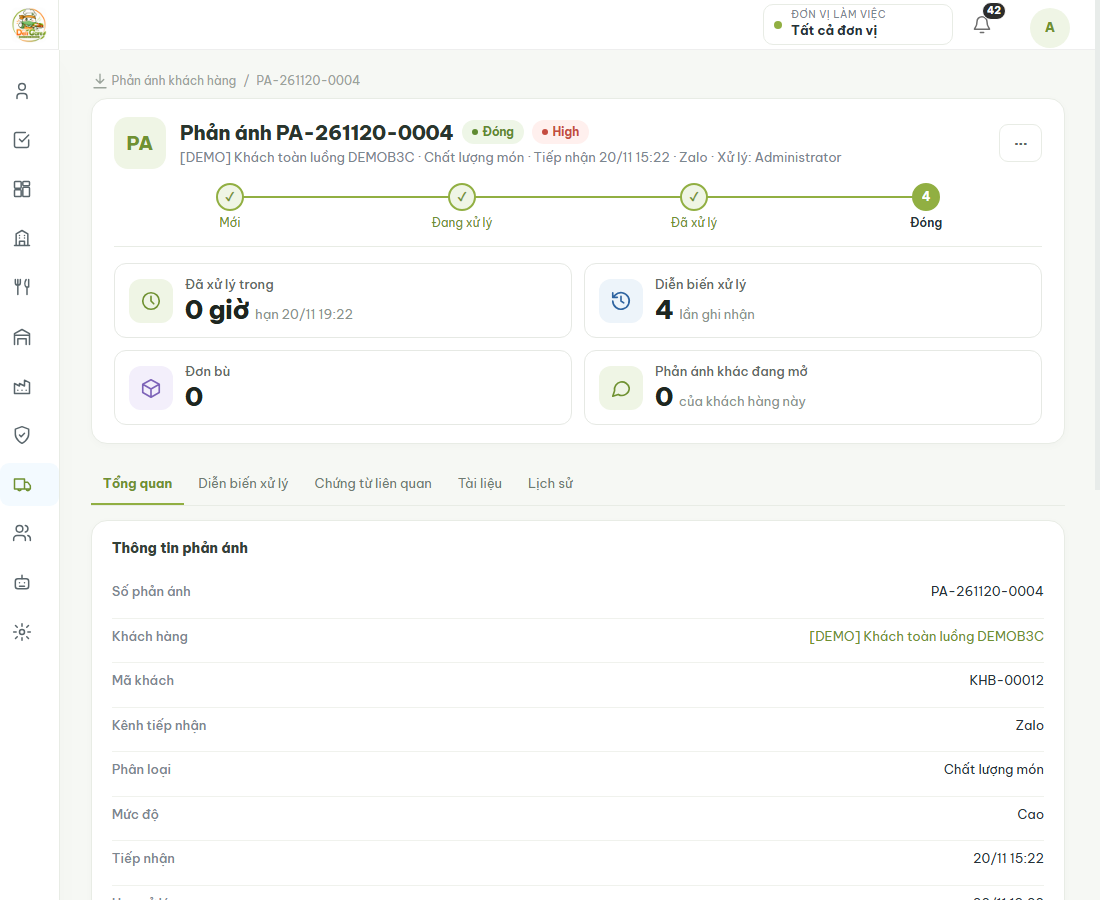 ĐƠN VỊ LÀM VIỆC
Tất cả đơn vị
42
A
Phản ánh khách hàng / PA-261120-0004
PA
Phản ánh PA-261120-0004
Đóng
High
[DEMO] Khách toàn luồng DEMOB3C · Chất lượng món · Tiếp nhận 20/11 15:22 · Zalo · Xử lý: Administrator
...
4
Mới
Đang xử lý
Đã xử lý
Đóng
Đã xử lý trong
0 giờ hạn 20/11 19:22
Diễn biến xử lý
4 lần ghi nhận
Đơn bù
0
Phản ánh khác đang mở
0 của khách hàng này
Tổng quan
Diễn biến xử lý
Chứng từ liên quan
Tài liệu
Lịch sử
Thông tin phản ánh
Số phản ánh
PA-261120-0004
Khách hàng
[DEMO] Khách toàn luồng DEMOB3C
Mã khách
KHB-00012
Kênh tiếp nhận
Zalo
Phân loại
Chất lượng món
Mức độ
Cao
Tiếp nhận
20/11 15:22